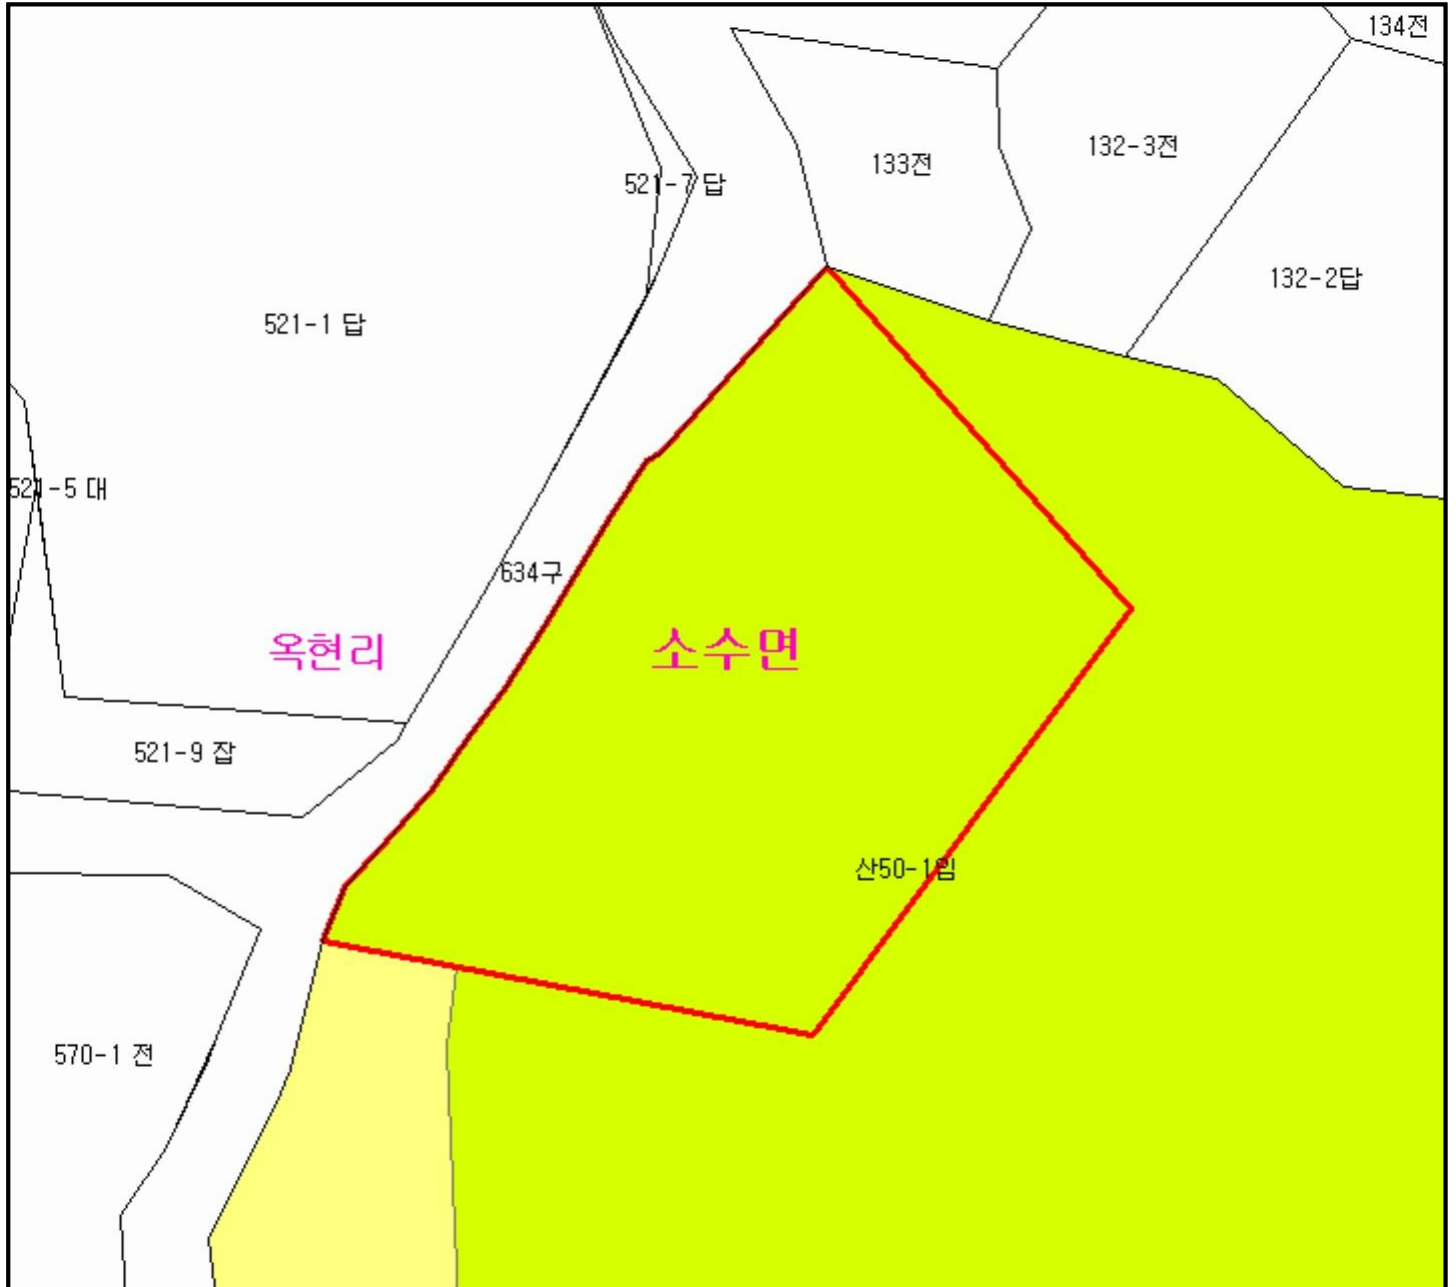 134전
132-3전
133전
521-7 답
132-2답
521-1 답
521-5 대
634구
옥현리
소수면
521-9 잡
산50-1임
570-1 전